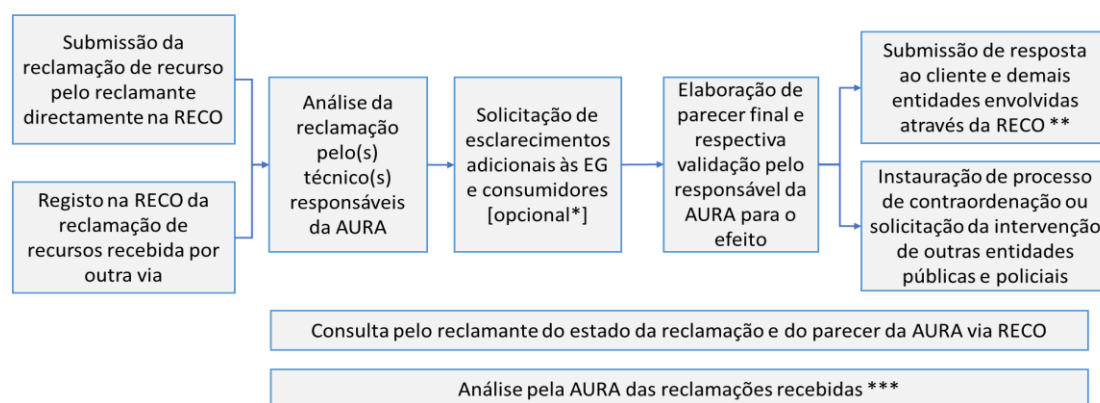 Submissão da
reclamação de recurso
pelo reclamante
directamente na RECO
Registo na RECO da
reclamação de
recursos recebida por
outra via
Análise da
reclamação
pelo(s)
técnico(s)
responsáveis
da AURA
Solicitação de
esclarecimentos
adicionais às EG
e consumidores
[opcional*]
Elaboração de
parecer final e
respectiva
validação pelo
responsável da
AURA para o
efeito
Submissão de resposta
ao cliente e demais
entidades envolvidas
através da RECO **
Instauração de processo
de contraordenação ou
solicitação da intervenção
de outras entidades
públicas e policiais
Consulta pelo reclamante do estado da reclamação e do parecer da AURA via RECO
Análise pela AURA das reclamações recebidas ***